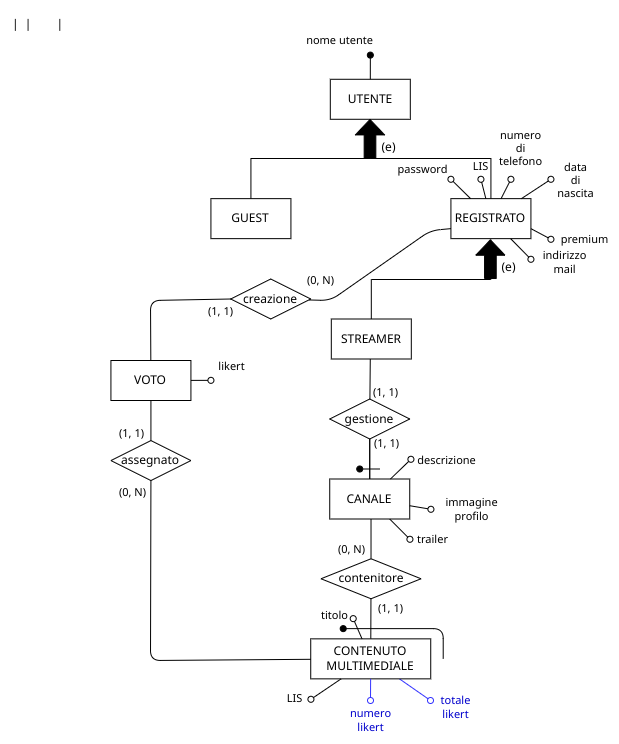 | |    |
nome utente
UTENTE
(e)
numero
di
telefono
password
LIS
data
di
nascita
GUEST
REGISTRATO
premium
indirizzo
mail
(e)
(0, N)
creazione
(1, 1)
STREAMER
likert
VOTO
(1, 1)
gestione
(1, 1)
(1, 1)
assegnato
descrizione
(0, N)
CANALE
immagine
profilo
trailer
(0, N)
contenitore
(1, 1)
titolo
CONTENUTO
MULTIMEDIALE
LIS
numero
likert
totale
likert